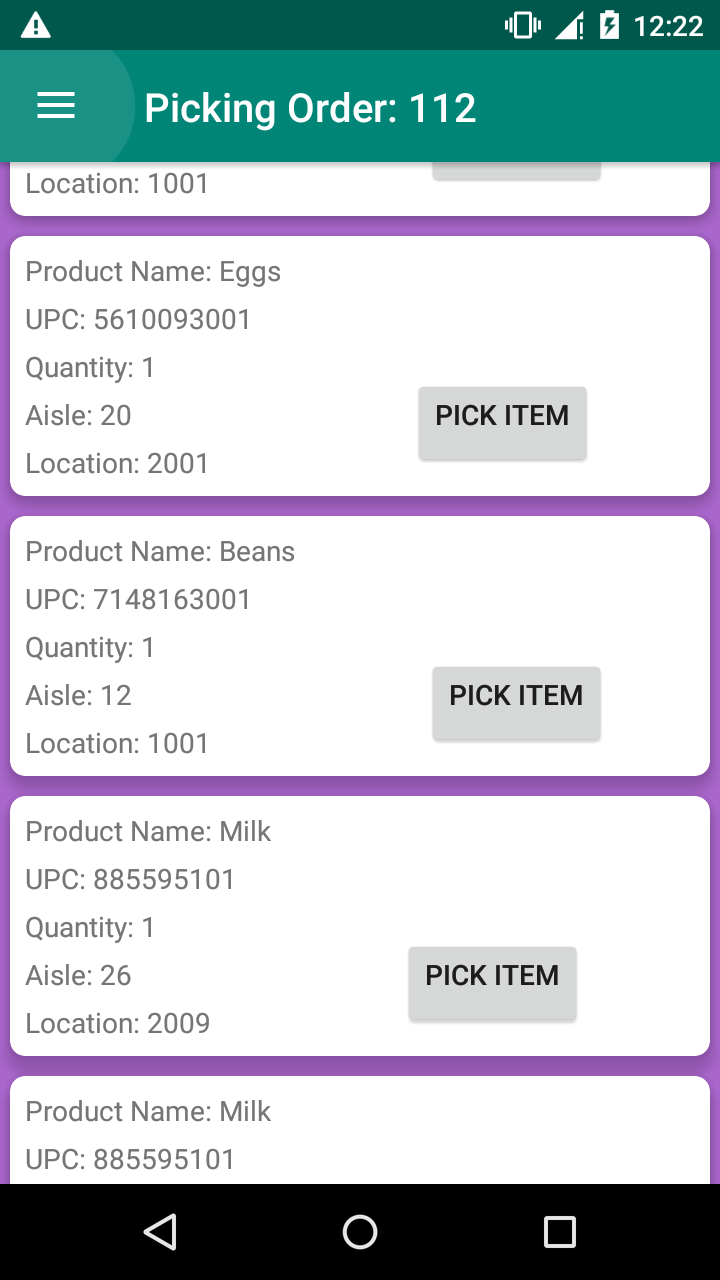 12:22
Picking Order: 112
Location: 1001
Product Name: Eggs
UPC: 5610093001
Quantity: 1
Aisle: 20
PICK ITEM
Location: 2001
Product Name: Beans
UPC: 7148163001
Quantity: 1
Aisle: 12
PICK ITEM
Location: 1001
Product Name: Milk
UPC: 885595101
Quantity: 1
Aisle: 26
PICK ITEM
Location: 2009
Product Name: Milk
UPC: 885595101